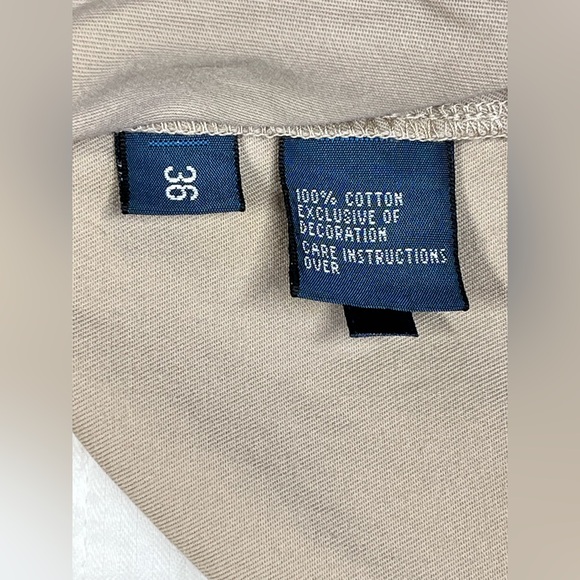 36
100% COTTON
EXCLUSIVE OF
DECORATION
CARE INSTRUCTIONS
OVER